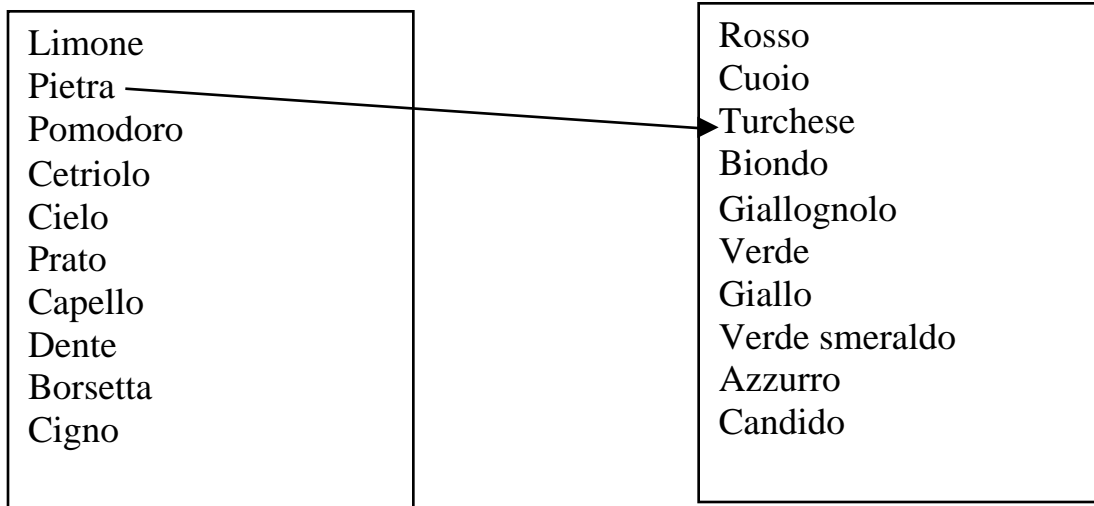 Limone
Pietra
Pomodoro
Cetriolo
Cielo
Prato
Capello
Dente
Borsetta
Cigno
Rosso
Cuoio
Turchese
Biondo
Giallognolo
Verde
Giallo
Verde smeraldo
Azzurro
Candido